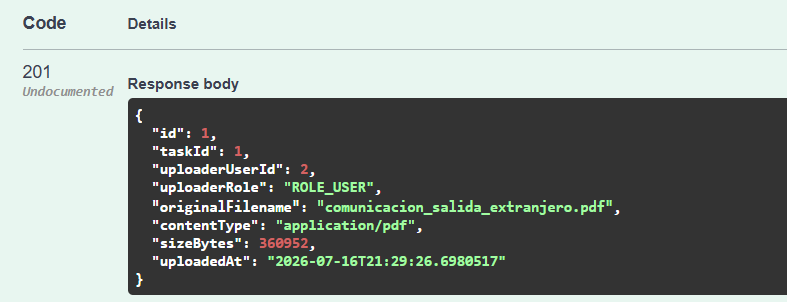 Code Details
201
Undocumented
Response body
{
  "id": 1,
  "taskId": 1,
  "uploaderUserId": 2,
  "uploaderRole": "ROLE_USER",
  "originalFilename": "comunicacion_salida_extranjero.pdf",
  "contentType": "application/pdf",
  "sizeBytes": 360952,
  "uploadedAt": "2026-07-16T21:29:26.6980517"
}